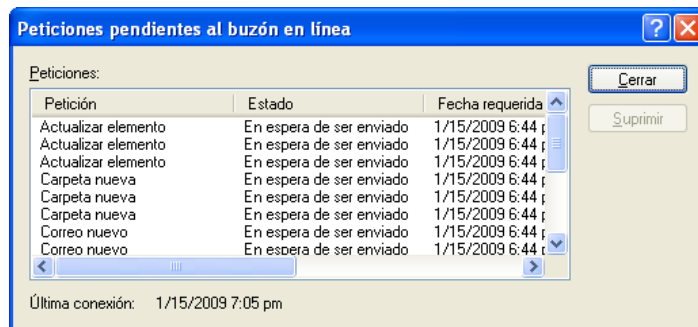 Peticiones pendientes al buzón en línea
Peticiones:
Cerrar
Suprimir
Petición Estado Fecha requerida
Actualizar elemento En espera de ser enviado 1/15/2009 6:44 p
Actualizar elemento En espera de ser enviado 1/15/2009 6:44 p
Actualizar elemento En espera de ser enviado 1/15/2009 6:44 p
Carpeta nueva En espera de ser enviado 1/15/2009 6:44 p
Carpeta nueva En espera de ser enviado 1/15/2009 6:44 p
Carpeta nueva En espera de ser enviado 1/15/2009 6:44 p
Correo nuevo En espera de ser enviado 1/15/2009 6:44 p
Correo nuevo En espera de ser enviado 1/15/2009 6:44 p
Última conexión: 1/15/2009 7:05 pm